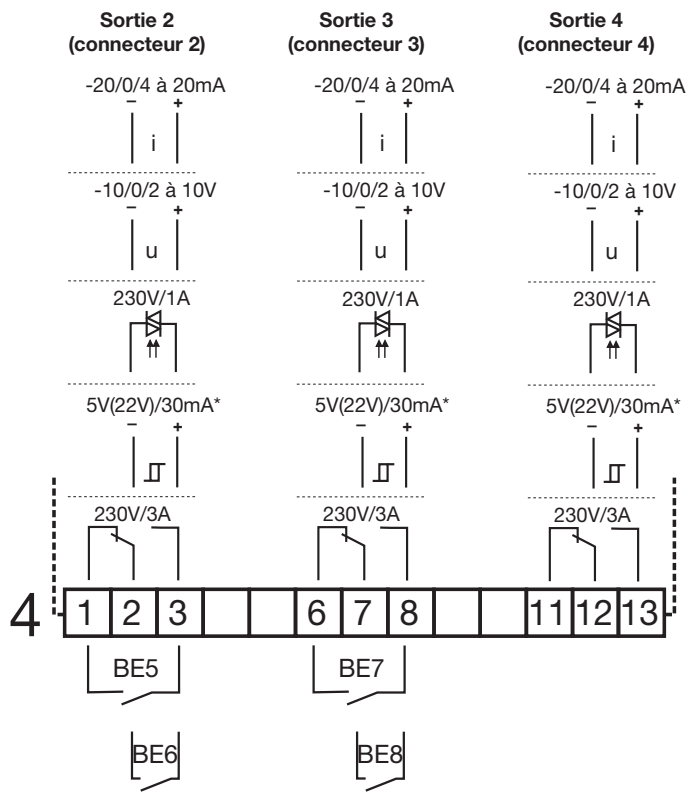 Sortie 2 Sortie 3 Sortie 4
(connecteur 2) (connecteur 3) (connecteur 4)
-20/0/4 à 20mA -20/0/4 à 20mA -20/0/4 à 20mA
− + − + − +
i i i
-10/0/2 à 10V -10/0/2 à 10V -10/0/2 à 10V
− + − + − +
u u u
230V/1A 230V/1A 230V/1A
5V(22V)/30mA* 5V(22V)/30mA* 5V(22V)/30mA*
− + − + − +
230V/3A 230V/3A 230V/3A
4 1 2 3 6 7 8 11 12 13
BE5 BE7
BE6 BE8